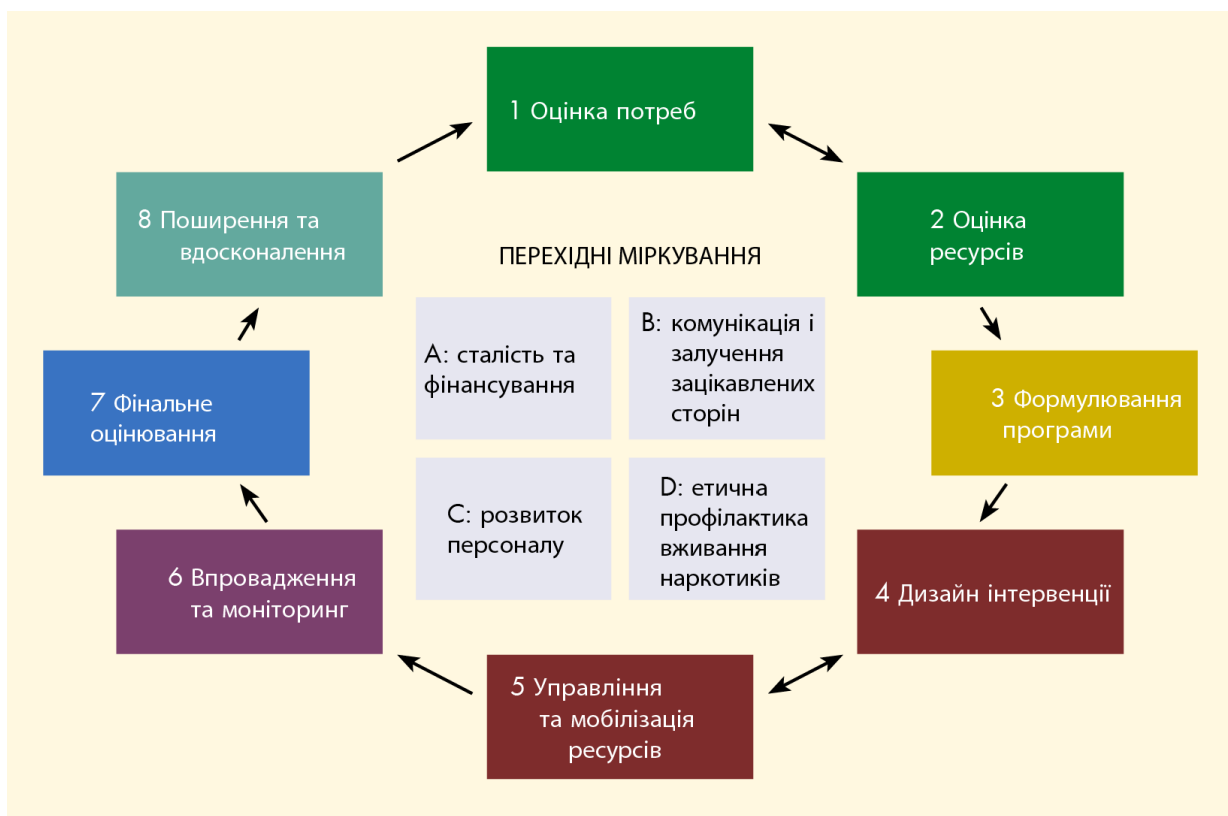 1 Оцінка потреб
2 Оцінка
ресурсів
3 Формулювання
програми
4 Дизайн інтервенції
5 Управління
та мобілізація
ресурсів
6 Впровадження
та моніторинг
7 Фінальне
оцінювання
8 Поширення та
вдосконалення
ПЕРЕХІДНІ МІРКУВАННЯ
A: сталість та
фінансування
B: комунікація і
залучення
зацікавлених
сторін
C: розвиток
персоналу
D: етична
профілактика
вживання
наркотиків